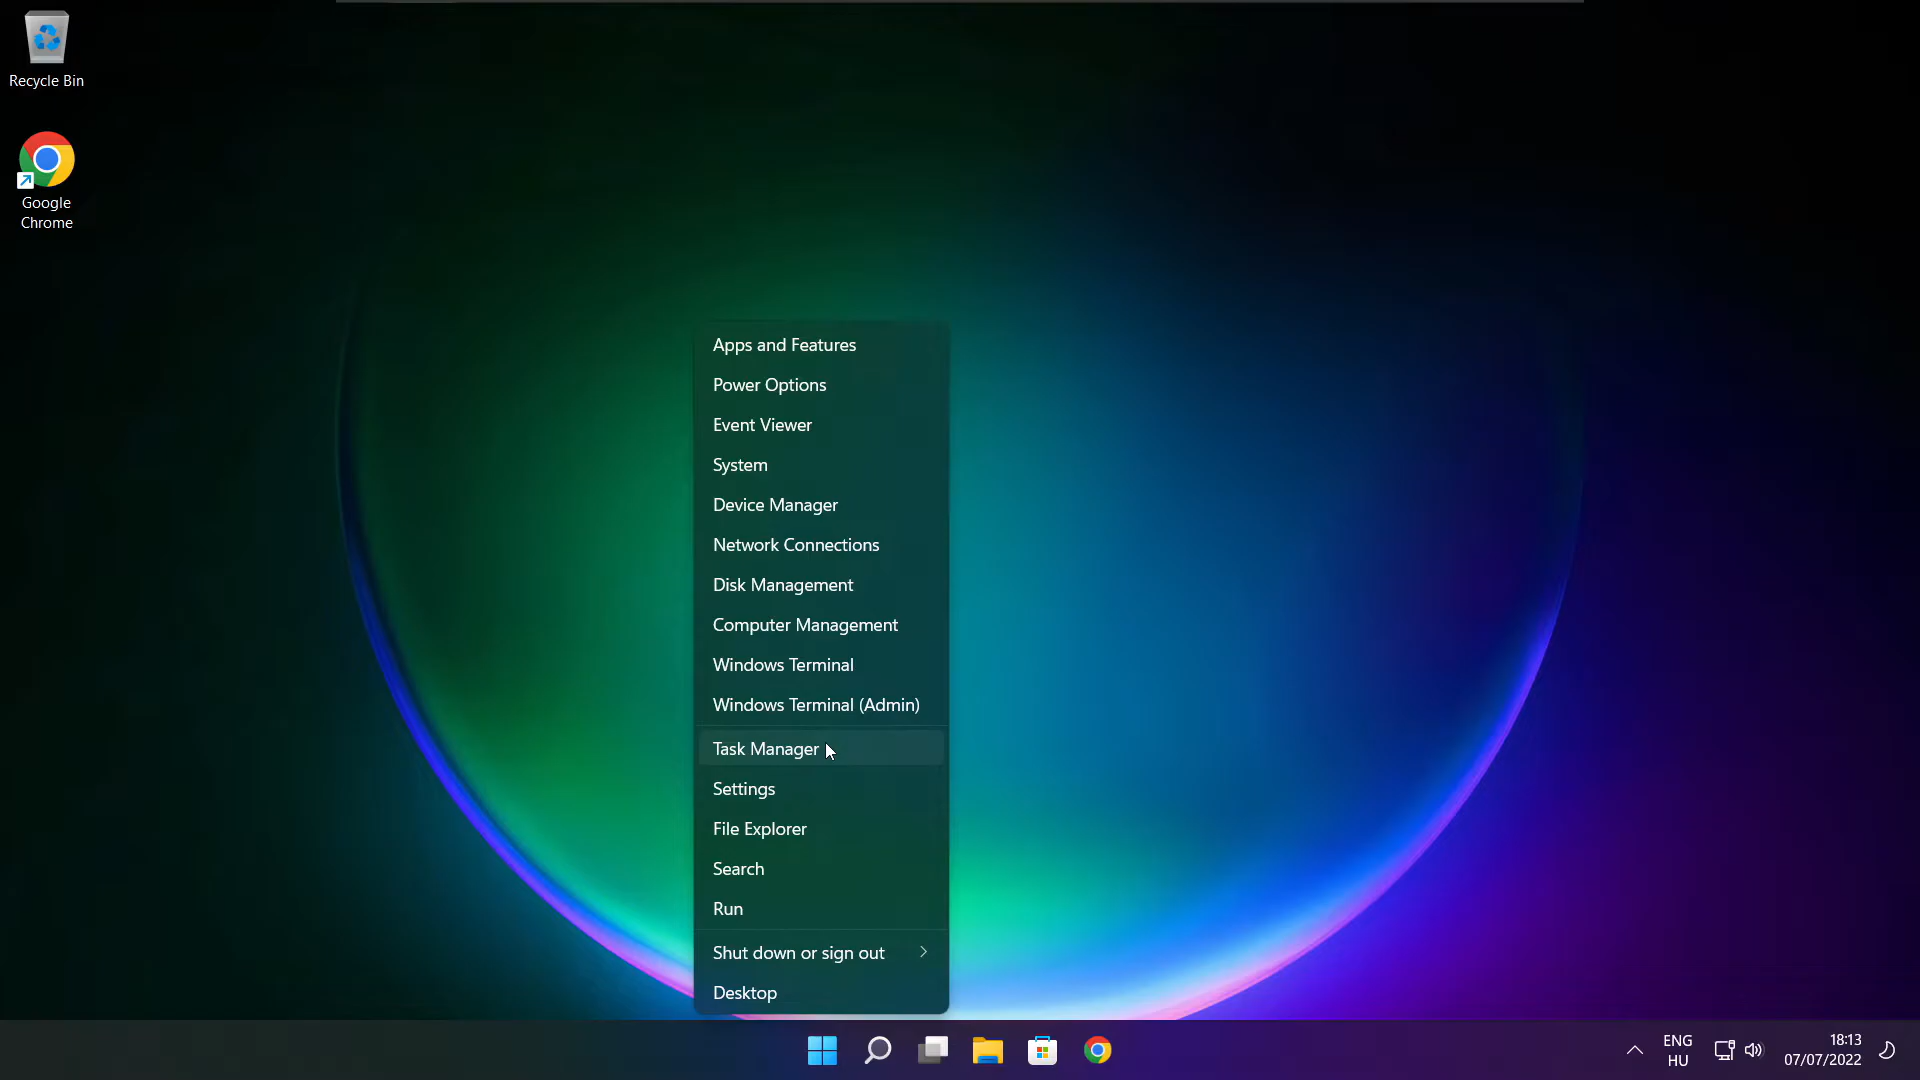 Recycle Bin
Google
Chrome
Apps and Features
Power Options
Event Viewer
System
Device Manager
Network Connections
Disk Management
Computer Management
Windows Terminal
Windows Terminal (Admin)
Task Manager
Settings
File Explorer
Search
Run
Shut down or sign out
Desktop
ENG
HU
18:13
07/07/2022